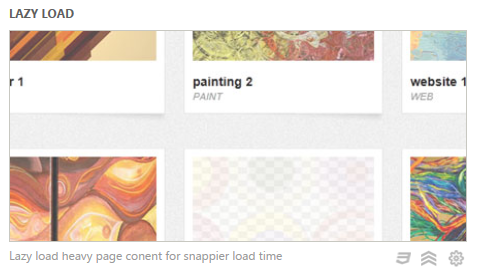 LAZY LOAD
r 1
painting 2
website 1
PAINT
WEB
Lazy load heavy page conent for snappier load time